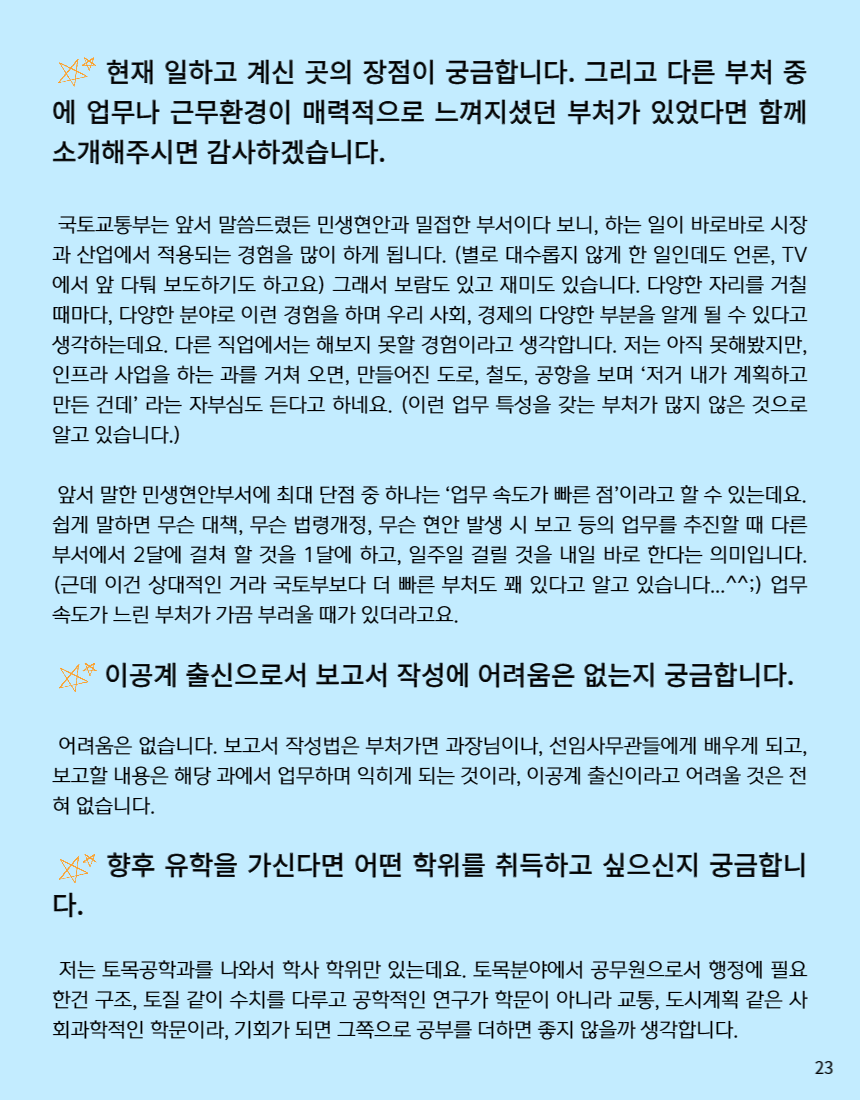 현재 일하고 계신 곳의 장점이 궁금합니다. 그리고 다른 부처 중
에 업무나 근무환경이 매력적으로 느껴지셨던 부처가 있었다면 함께
소개해주시면 감사하겠습니다.
국토교통부는 앞서 말씀드렸든 민생현안과 밀접한 부서이다 보니, 하는 일이 바로바로 시장
과 산업에서 적용되는 경험을 많이 하게 됩니다. (별로 대수롭지 않게 한 일인데도 언론, TV
에서 앞 다퉈 보도하기도 하고요) 그래서 보람도 있고 재미도 있습니다. 다양한 자리를 거칠
때마다, 다양한 분야로 이런 경험을 하며 우리 사회, 경제의 다양한 부분을 알게 될 수 있다고
생각하는데요. 다른 직업에서는 해보지 못할 경험이라고 생각합니다. 저는 아직 못해봤지만,
인프라 사업을 하는 과를 거쳐 오면, 만들어진 도로, 철도, 공항을 보며 ‘저거 내가 계획하고
만든 건데’ 라는 자부심도 든다고 하네요. (이런 업무 특성을 갖는 부처가 많지 않은 것으로
알고 있습니다.)
앞서 말한 민생현안부서에 최대 단점 중 하나는 ‘업무 속도가 빠른 점’이라고 할 수 있는데요.
쉽게 말하면 무슨 대책, 무슨 법령개정, 무슨 현안 발생 시 보고 등의 업무를 추진할 때 다른
부서에서 2달에 걸쳐 할 것을 1달에 하고, 일주일 걸릴 것을 내일 바로 한다는 의미입니다.
(근데 이건 상대적인 거라 국토부보다 더 빠른 부처도 꽤 있다고 알고 있습니다...^^;) 업무
속도가 느린 부처가 가끔 부러울 때가 있더라고요.
이공계 출신으로서 보고서 작성에 어려움은 없는지 궁금합니다.
어려움은 없습니다. 보고서 작성법은 부처가면 과장님이나, 선임사무관들에게 배우게 되고,
보고할 내용은 해당 과에서 업무하며 익히게 되는 것이라, 이공계 출신이라고 어려울 것은 전
혀 없습니다.
향후 유학을 가신다면 어떤 학위를 취득하고 싶으신지 궁금합니
다.
저는 토목공학과를 나와서 학사 학위만 있는데요. 토목분야에서 공무원으로서 행정에 필요
한건 구조, 토질 같이 수치를 다루고 공학적인 연구가 학문이 아니라 교통, 도시계획 같은 사
회과학적인 학문이라, 기회가 되면 그쪽으로 공부를 더하면 좋지 않을까 생각합니다.
23